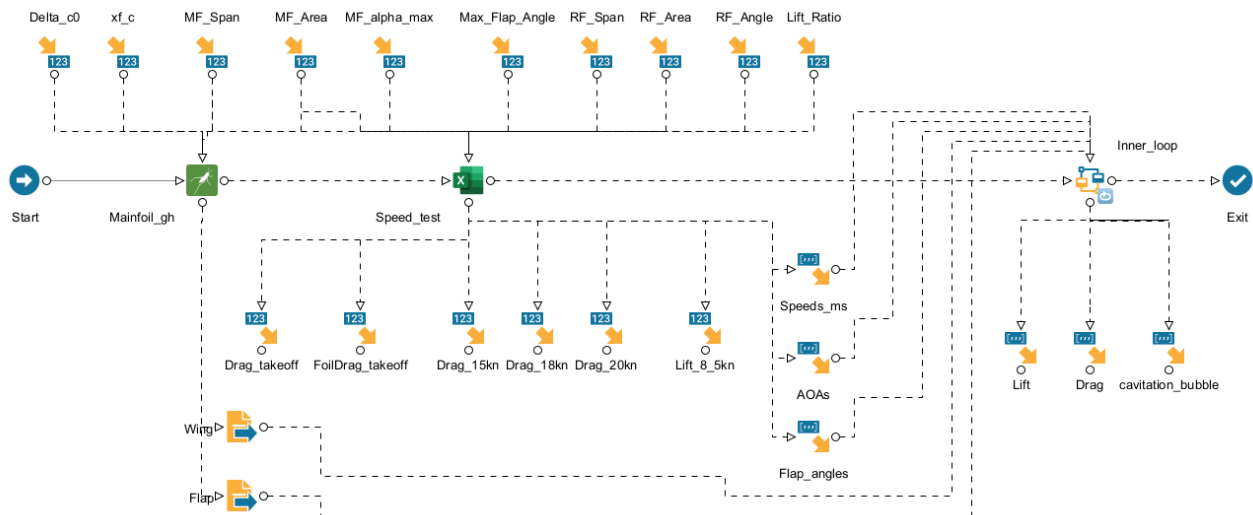 Delta_c0
xf_c
MF_Span
MF_Area
MF_alpha_max
Max_Flap_Angle
RF_Span
RF_Area
RF_Angle
Lift_Ratio
123
123
123
123
123
123
123
123
123
123
Inner_loop
Start
Mainfoil_gh
X
Speed_test
Exit
Speeds_ms
123
123
123
123
123
123
Drag_takeoff
FoilDrag_takeoff
Drag_15kn
Drag_18kn
Drag_20kn
Lift_8_5kn
AOAs
Lift
Drag
cavitation_bubble
Wing
Flap_angles
Flap